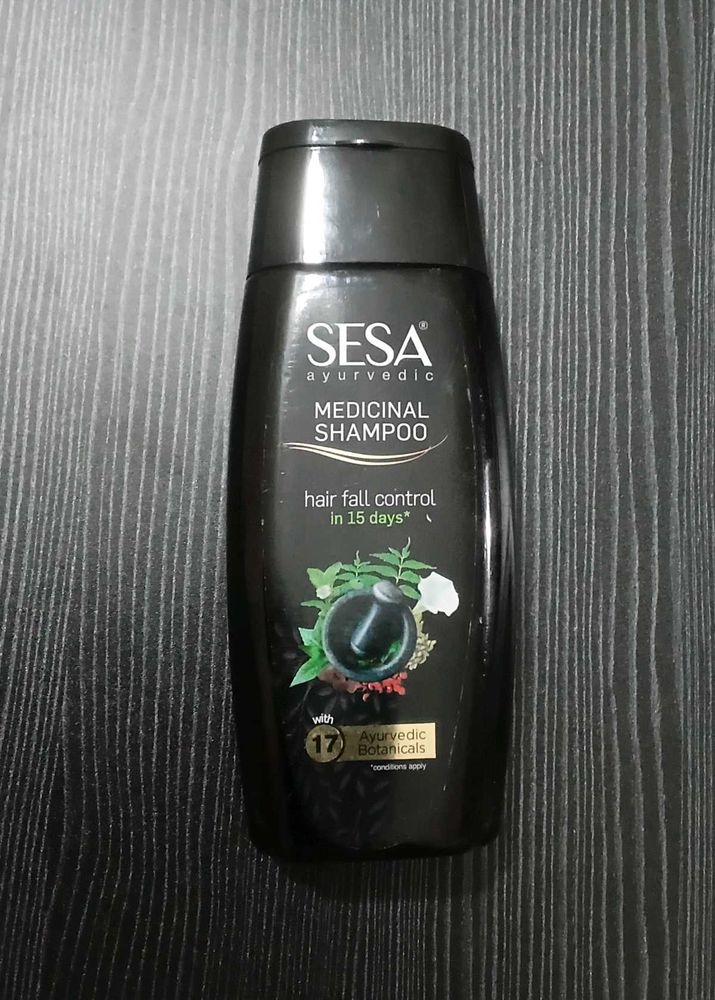 SESA®
ayurvedic
MEDICINAL
SHAMPOO
hair fall control
in 15 days*
with
17 Ayurvedic
Botanicals
*conditions apply